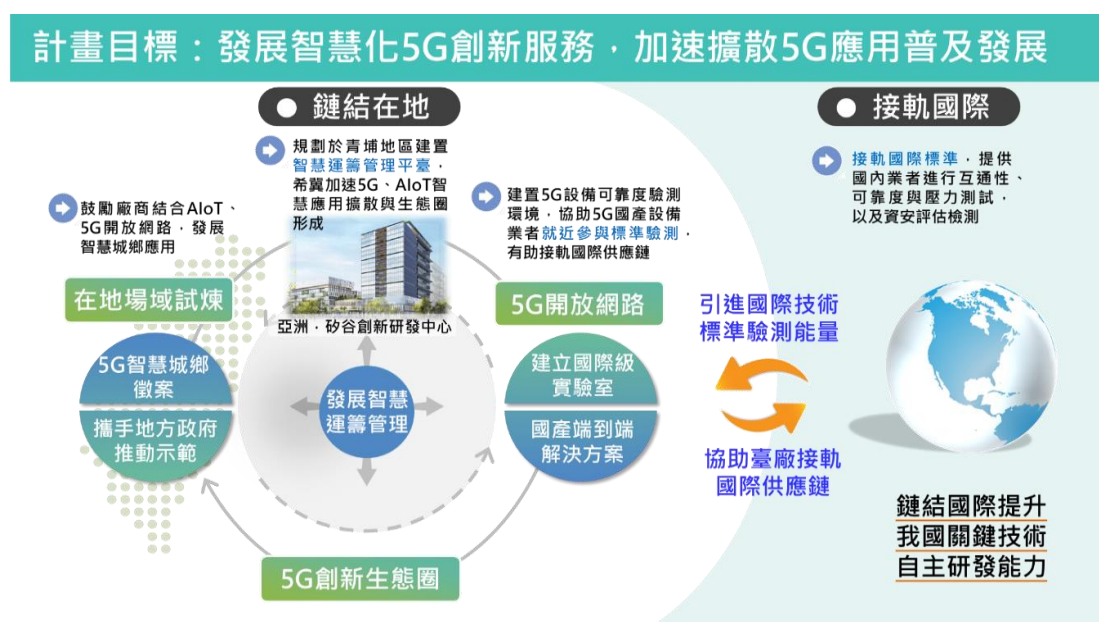 計畫目標：發展智慧化5G創新服務，加速擴散5G應用普及發展
鏈結在地
規劃於青埔地區建置
智慧運籌管理平臺，
希翼加速5G、AIoT智
慧應用擴散與生態圈
形成
鼓勵廠商結合AIoT、
5G開放網路，發展
智慧城鄉應用
建置5G設備可靠度驗測
環境，協助5G國產設備
業者就近參與標準驗測，
有助接軌國際供應鏈
在地場域試煉
5G開放網路
亞洲．矽谷創新研發中心
5G智慧城鄉
徵案
攜手地方政府
推動示範
發展智慧
運籌管理
建立國際級
實驗室
國產端到端
解決方案
5G創新生態圈
接軌國際
接軌國際標準，提供
國內業者進行互通性、
可靠度與壓力測試，
以及資安評估檢測
引進國際技術
標準驗測能量
協助臺廠接軌
國際供應鏈
鏈結國際提升
我國關鍵技術
自主研發能力